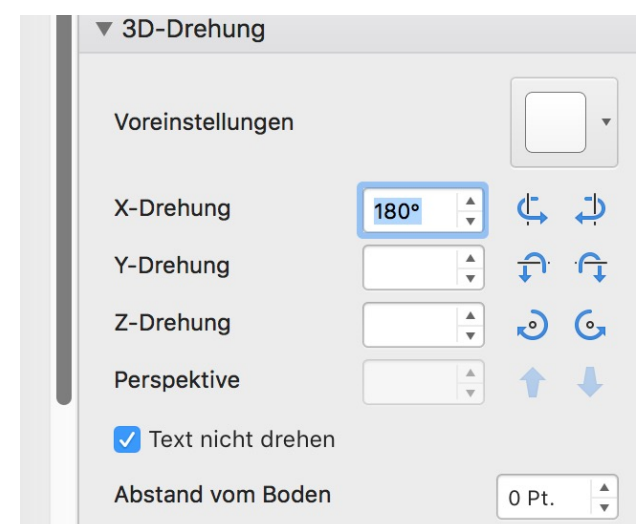 3D-Drehung
Voreinstellungen
X-Drehung 180°
Y-Drehung
Z-Drehung
Perspektive
Text nicht drehen
Abstand vom Boden 0 Pt.